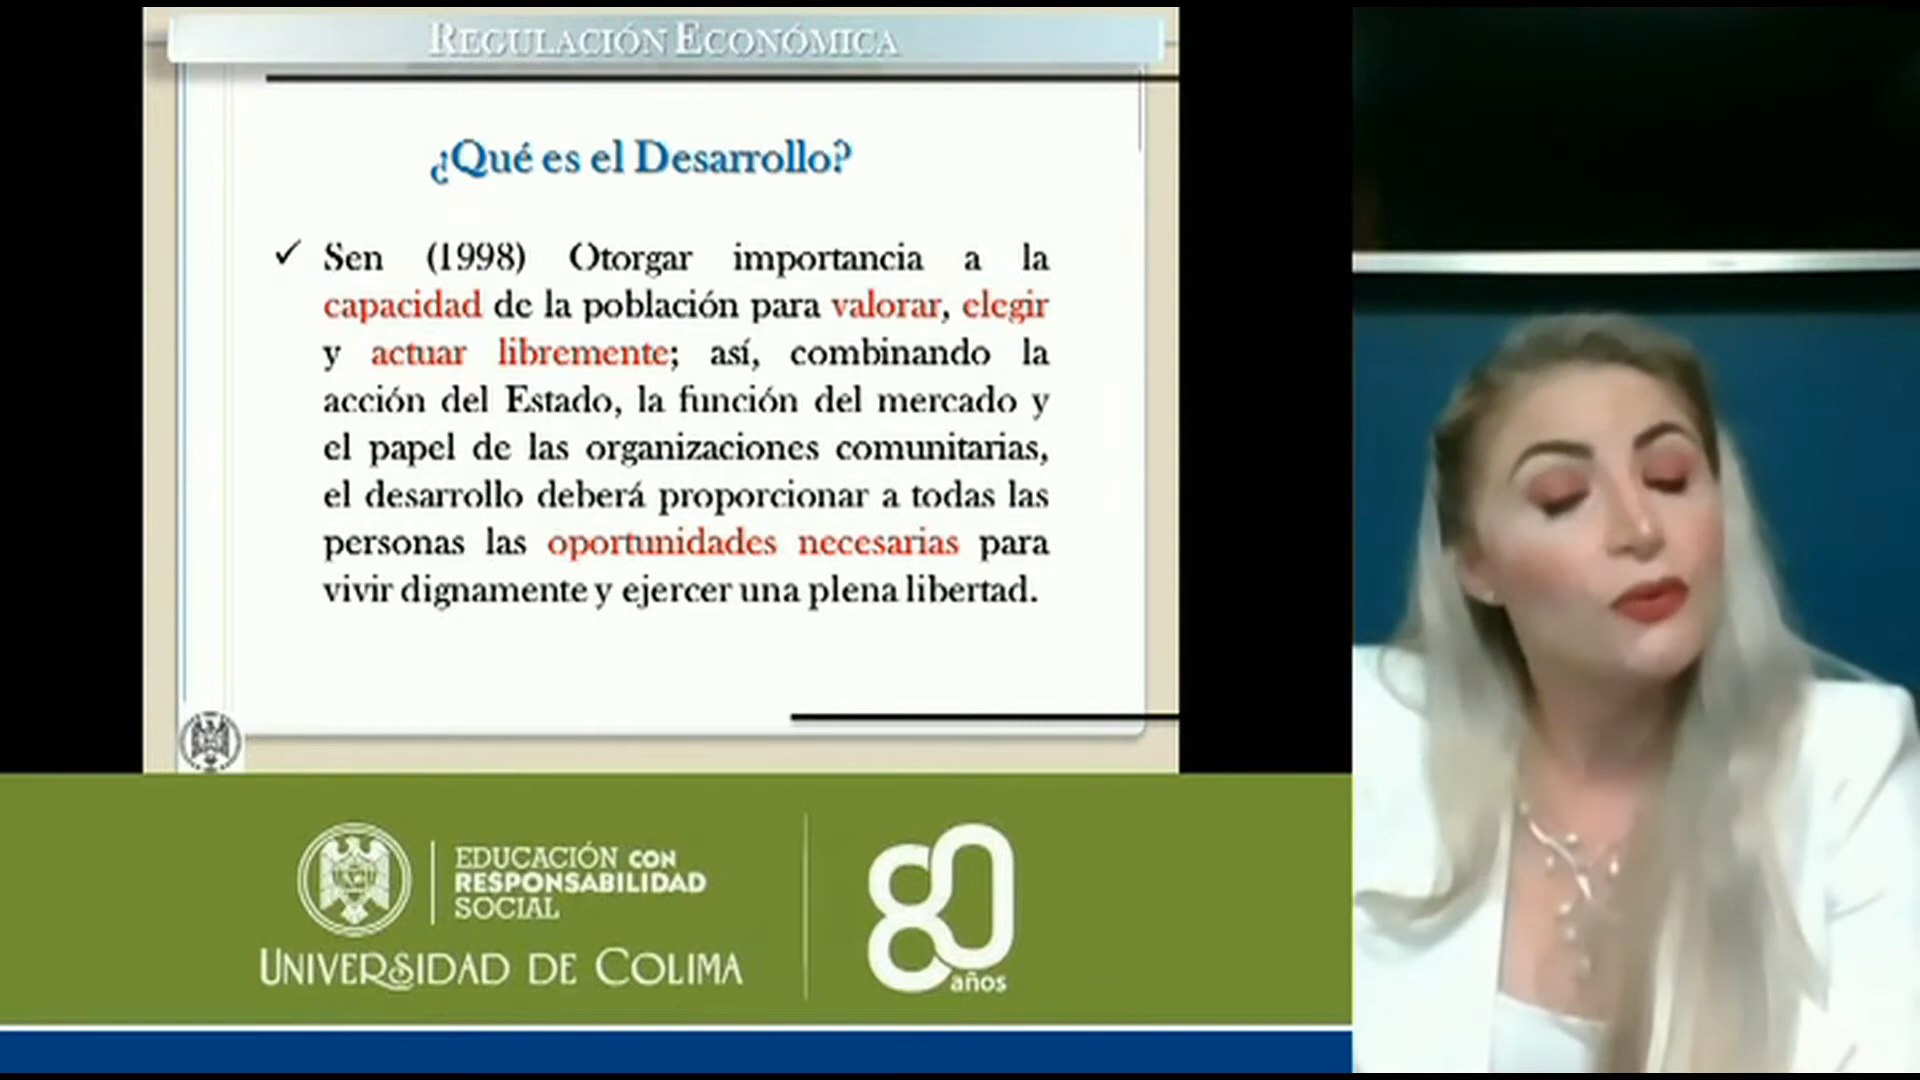 REGULACIÓN ECONÓMICA
¿Qué es el Desarrollo?
✓ Sen (1998) Otorgar importancia a la
capacidad de la población para valorar, elegir
y actuar libremente; así, combinando la
acción del Estado, la función del mercado y
el papel de las organizaciones comunitarias,
el desarrollo deberá proporcionar a todas las
personas las oportunidades necesarias para
vivir dignamente y ejercer una plena libertad.
EDUCACIÓN CON
RESPONSABILIDAD
SOCIAL
UNIVERSIDAD DE COLIMA
80
años